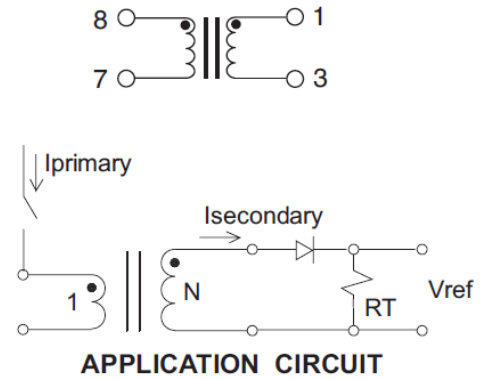 8
1
7
3
Iprimary
Isecondary
1
N
RT
Vref
APPLICATION CIRCUIT